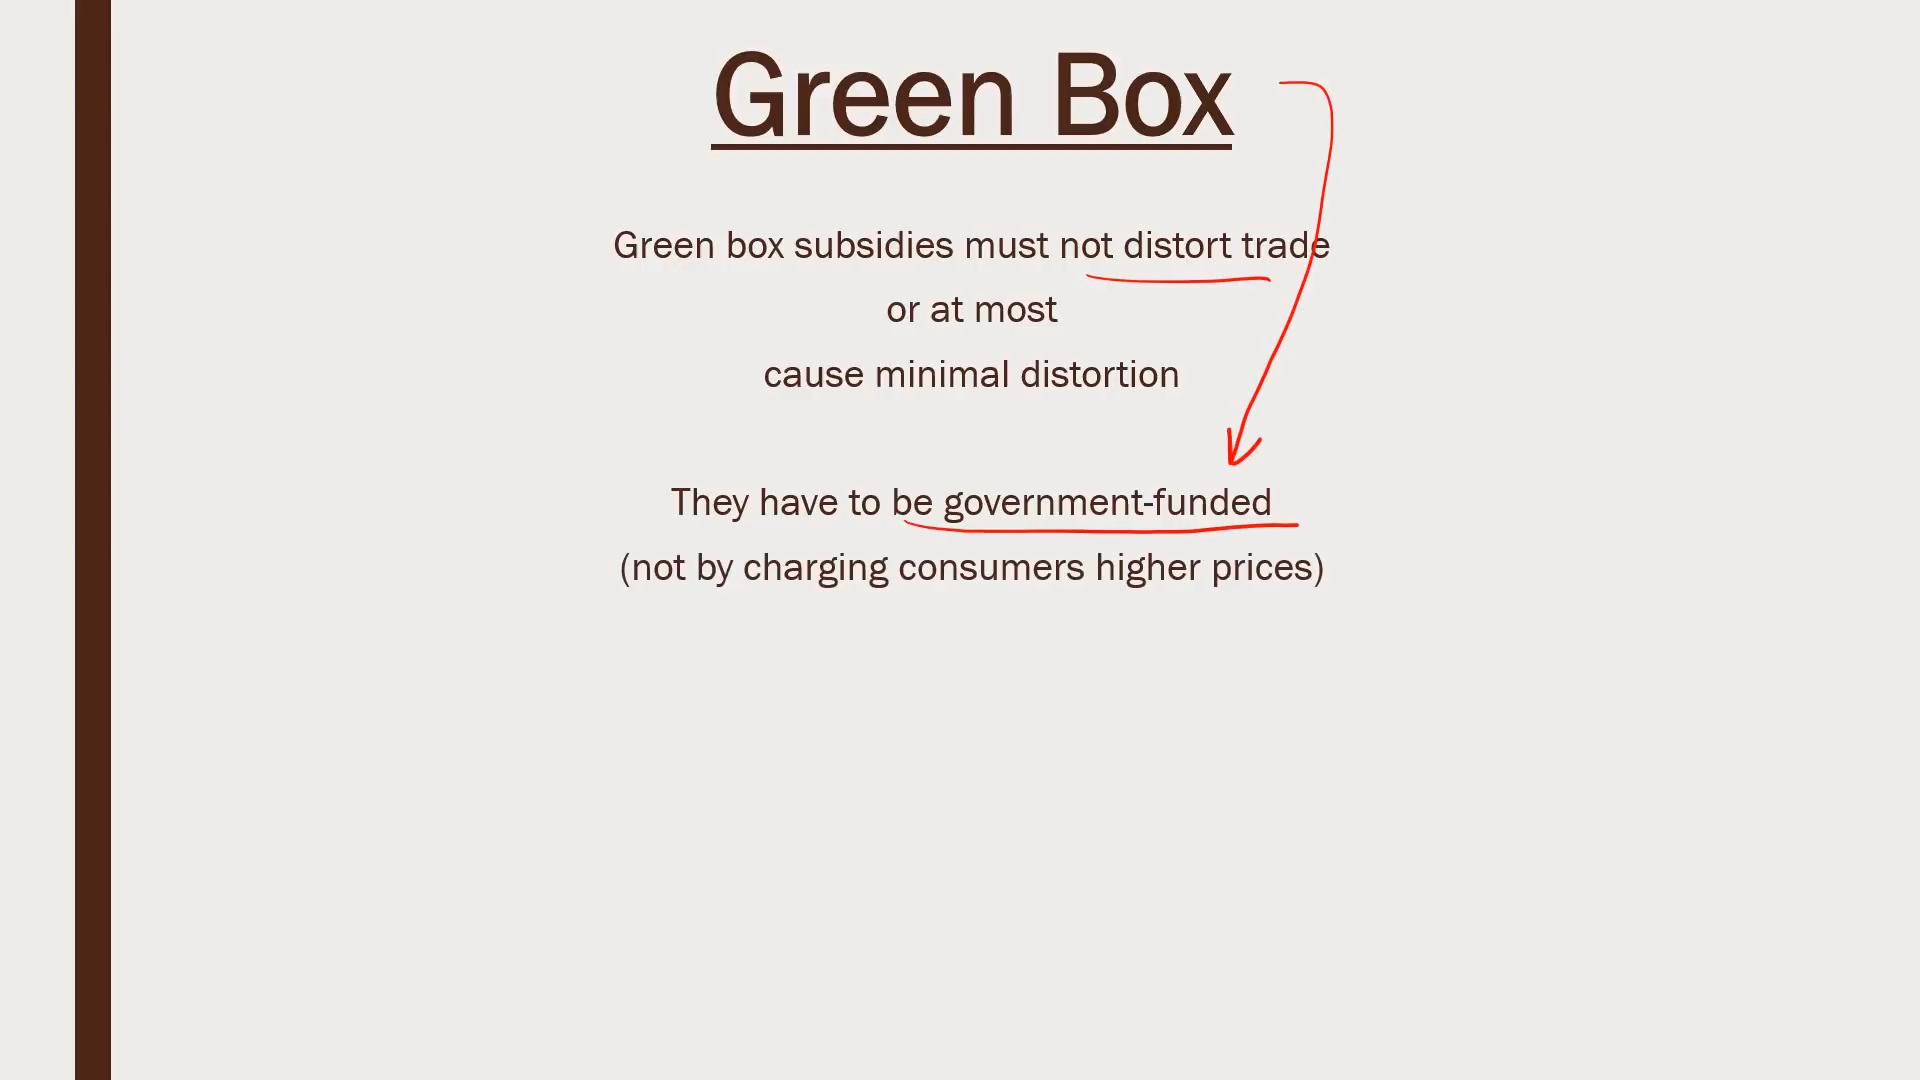 Green Box
Green box subsidies must not distort trade
or at most
cause minimal distortion
They have to be government-funded
(not by charging consumers higher prices)